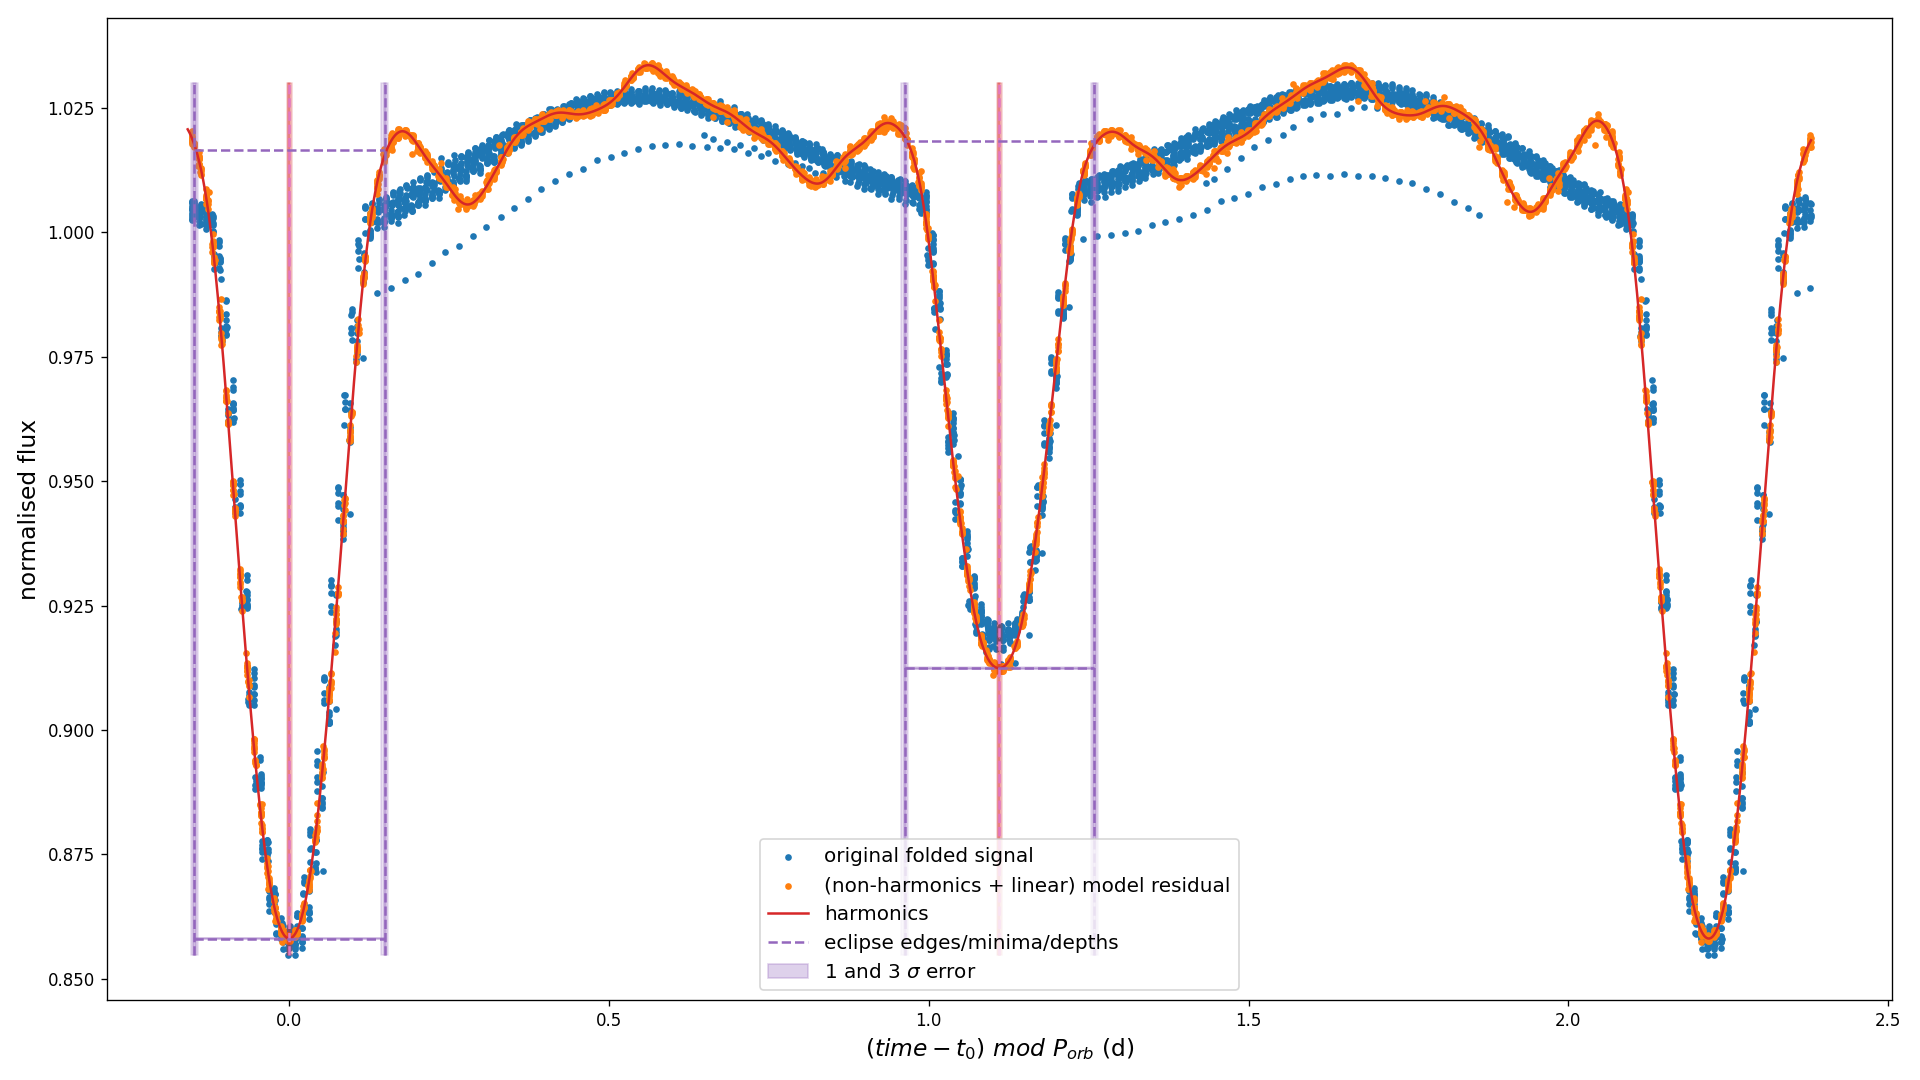 normalised flux
1.025
1.000
0.975
0.950
0.925
0.900
0.875
0.850
original folded signal
(non-harmonics + linear) model residual
harmonics
eclipse edges/minima/depths
1 and 3 σ error
0.0 0.5 1.0 1.5 2.0 2.5
(time − t₀) mod Pₒᵣb (d)